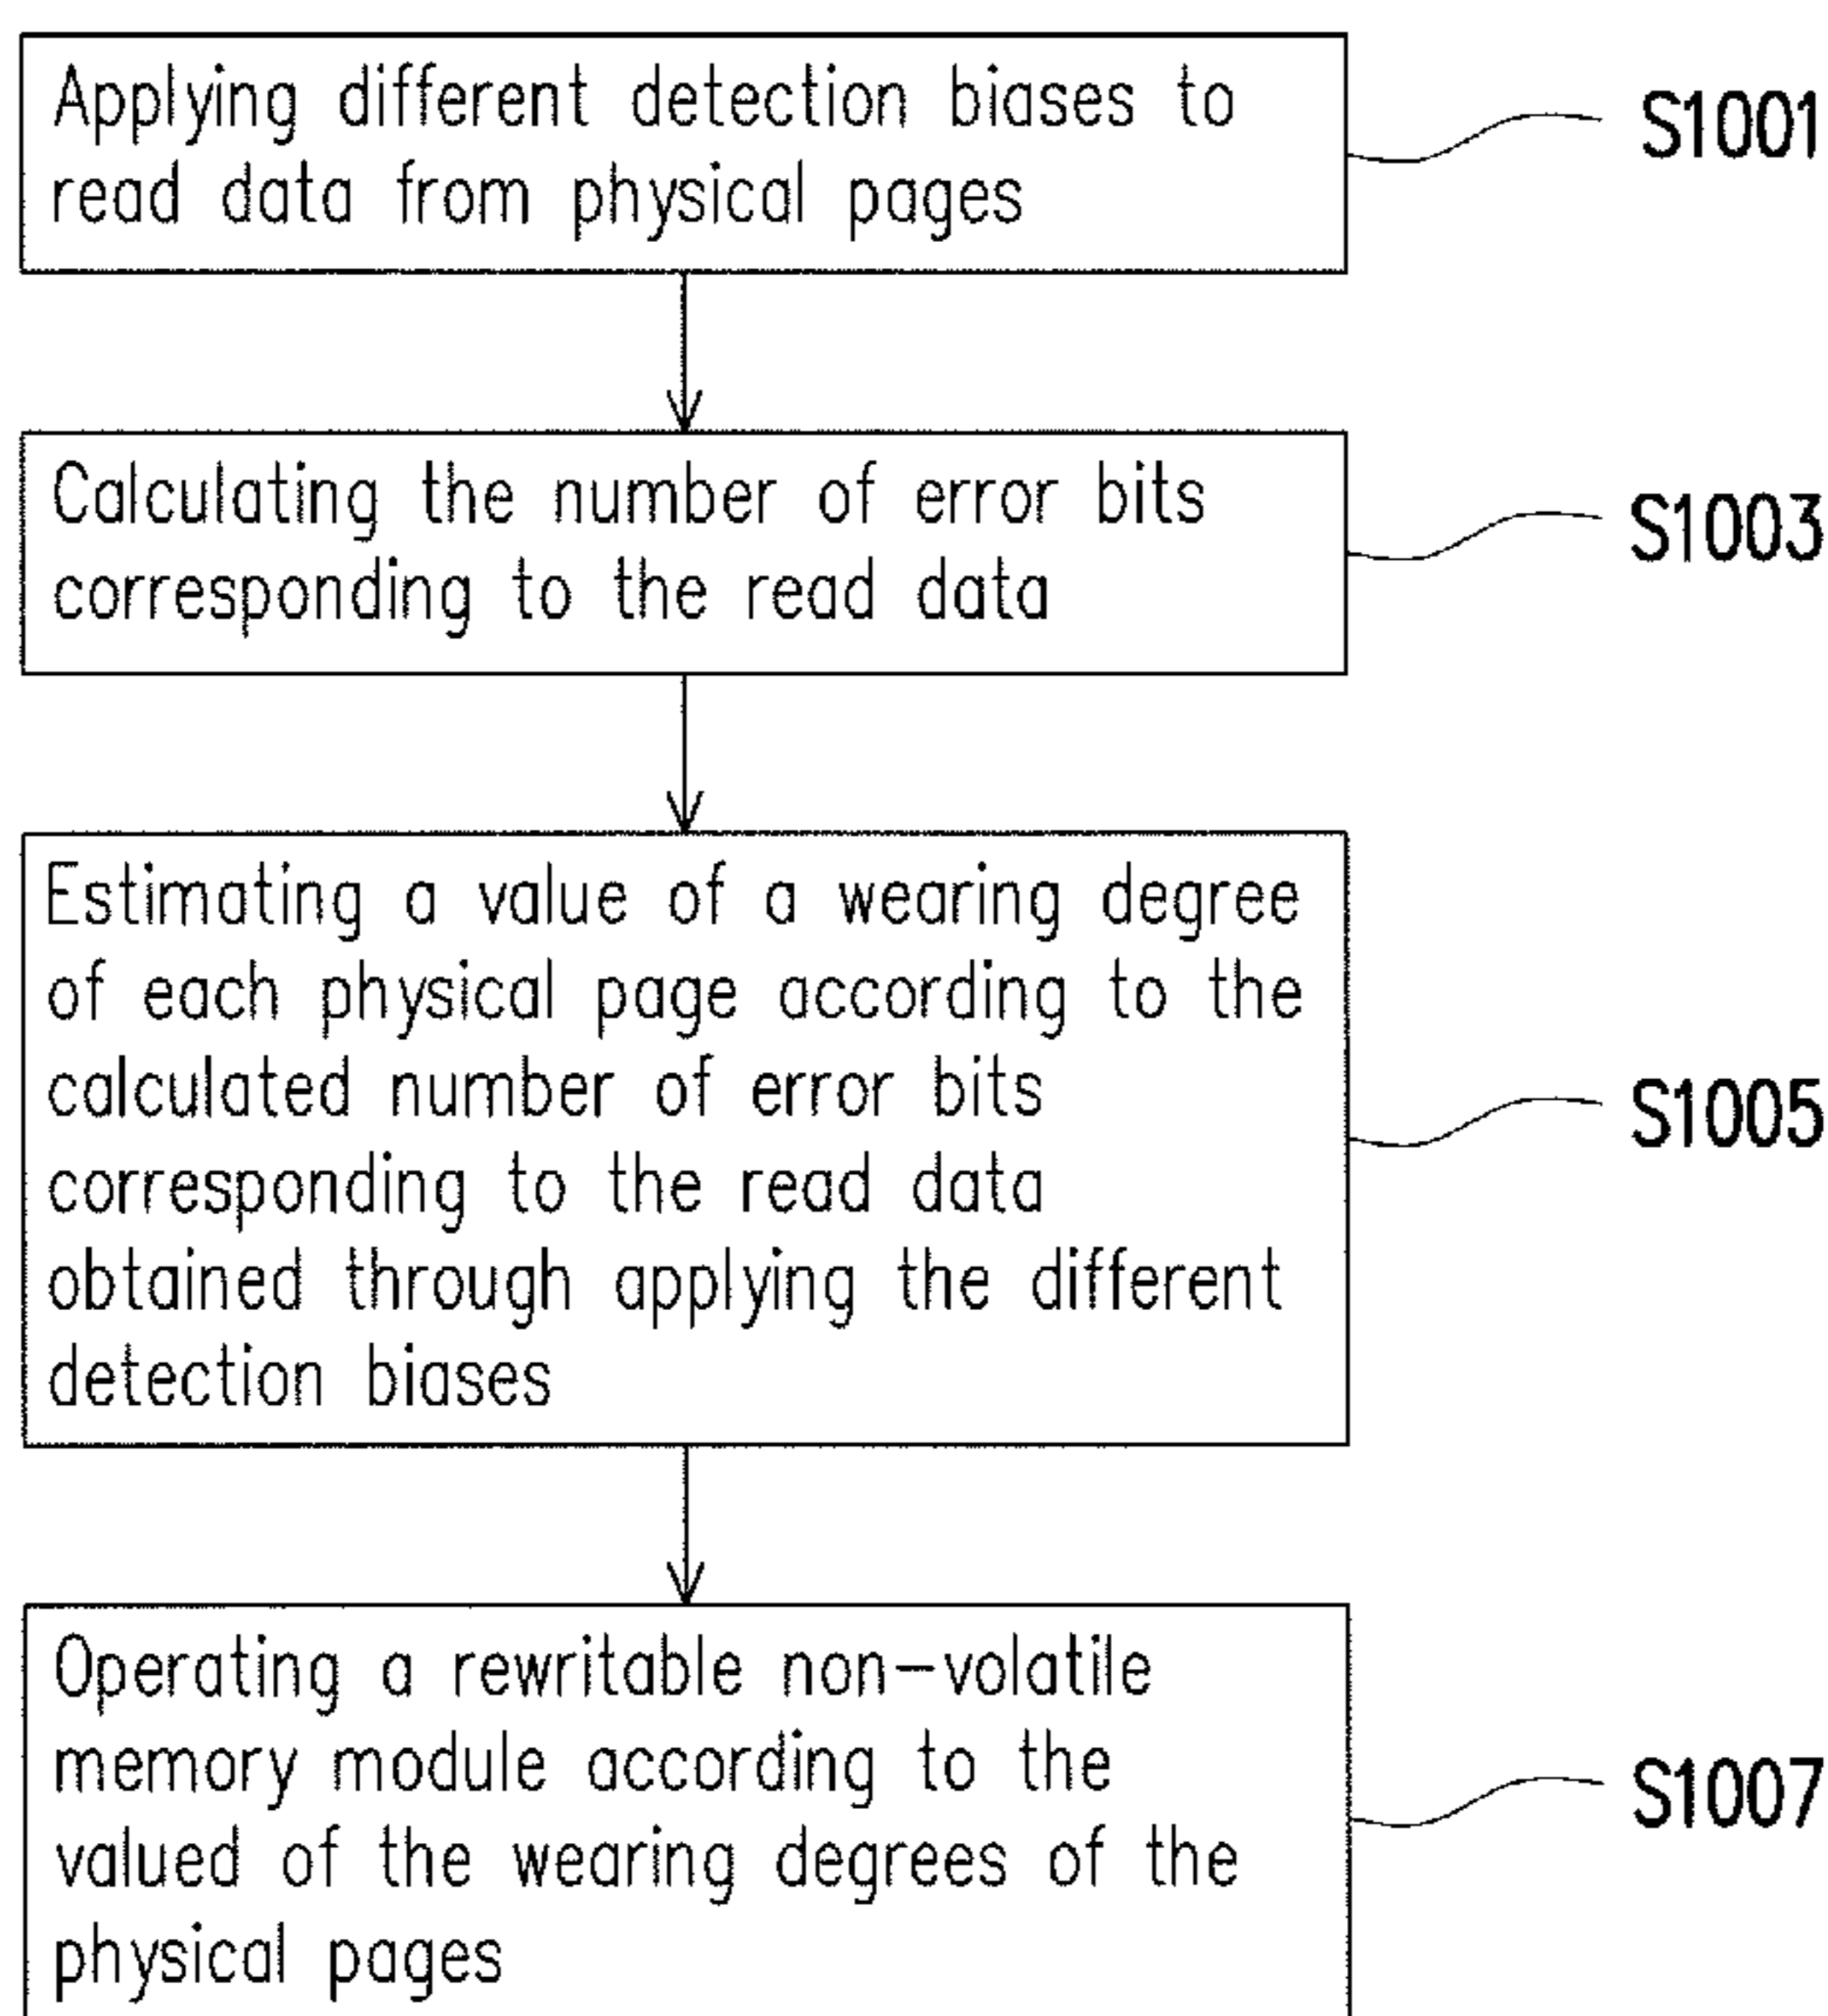 Applying different detection biases to
read data from physical pages
S1001
Calculating the number of error bits
corresponding to the read data
S1003
Estimating a value of a wearing degree
of each physical page according to the
calculated number of error bits
corresponding to the read data
obtained through applying the different
detection biases
S1005
Operating a rewritable non-volatile
memory module according to the
valued of the wearing degrees of the
physical pages
S1007